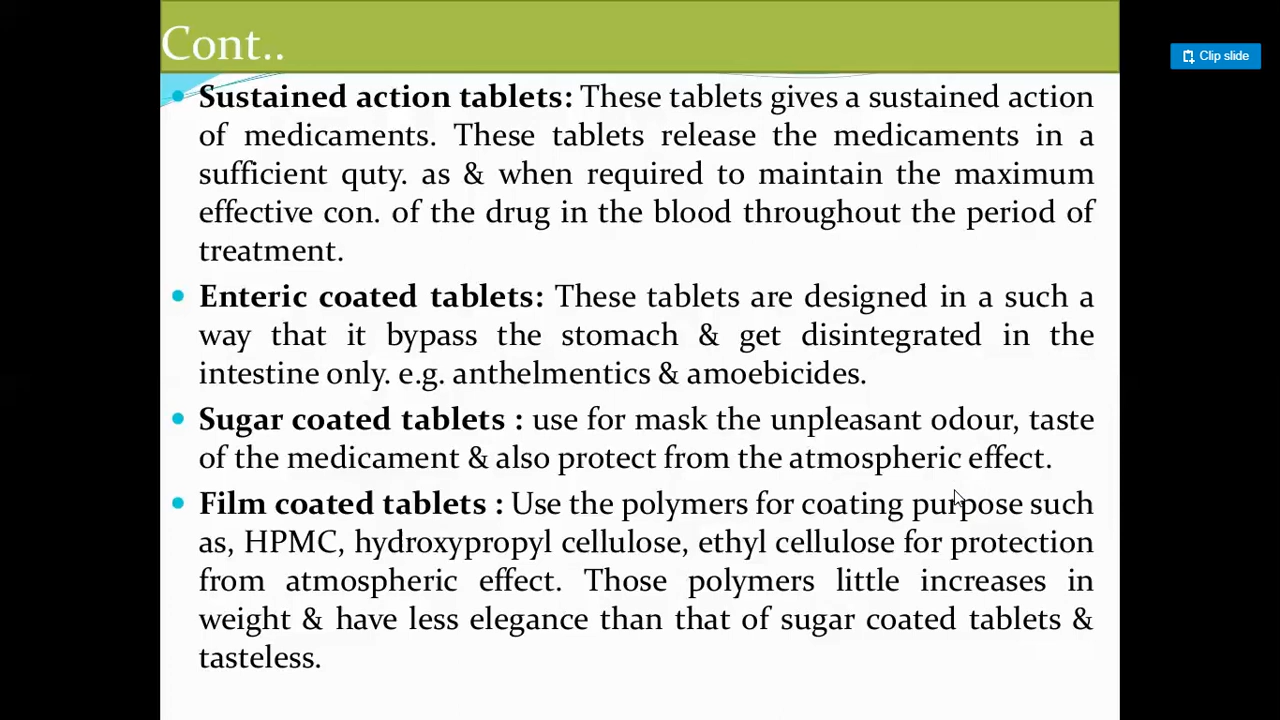 Cont..
Clip slide
• Sustained action tablets: These tablets gives a sustained action
of medicaments. These tablets release the medicaments in a
sufficient quty. as & when required to maintain the maximum
effective con. of the drug in the blood throughout the period of
treatment.
• Enteric coated tablets: These tablets are designed in a such a
way that it bypass the stomach & get disintegrated in the
intestine only. e.g. anthelmentics & amoebicides.
• Sugar coated tablets : use for mask the unpleasant odour, taste
of the medicament & also protect from the atmospheric effect.
• Film coated tablets : Use the polymers for coating purpose such
as, HPMC, hydroxypropyl cellulose, ethyl cellulose for protection
from atmospheric effect. Those polymers little increases in
weight & have less elegance than that of sugar coated tablets &
tasteless.